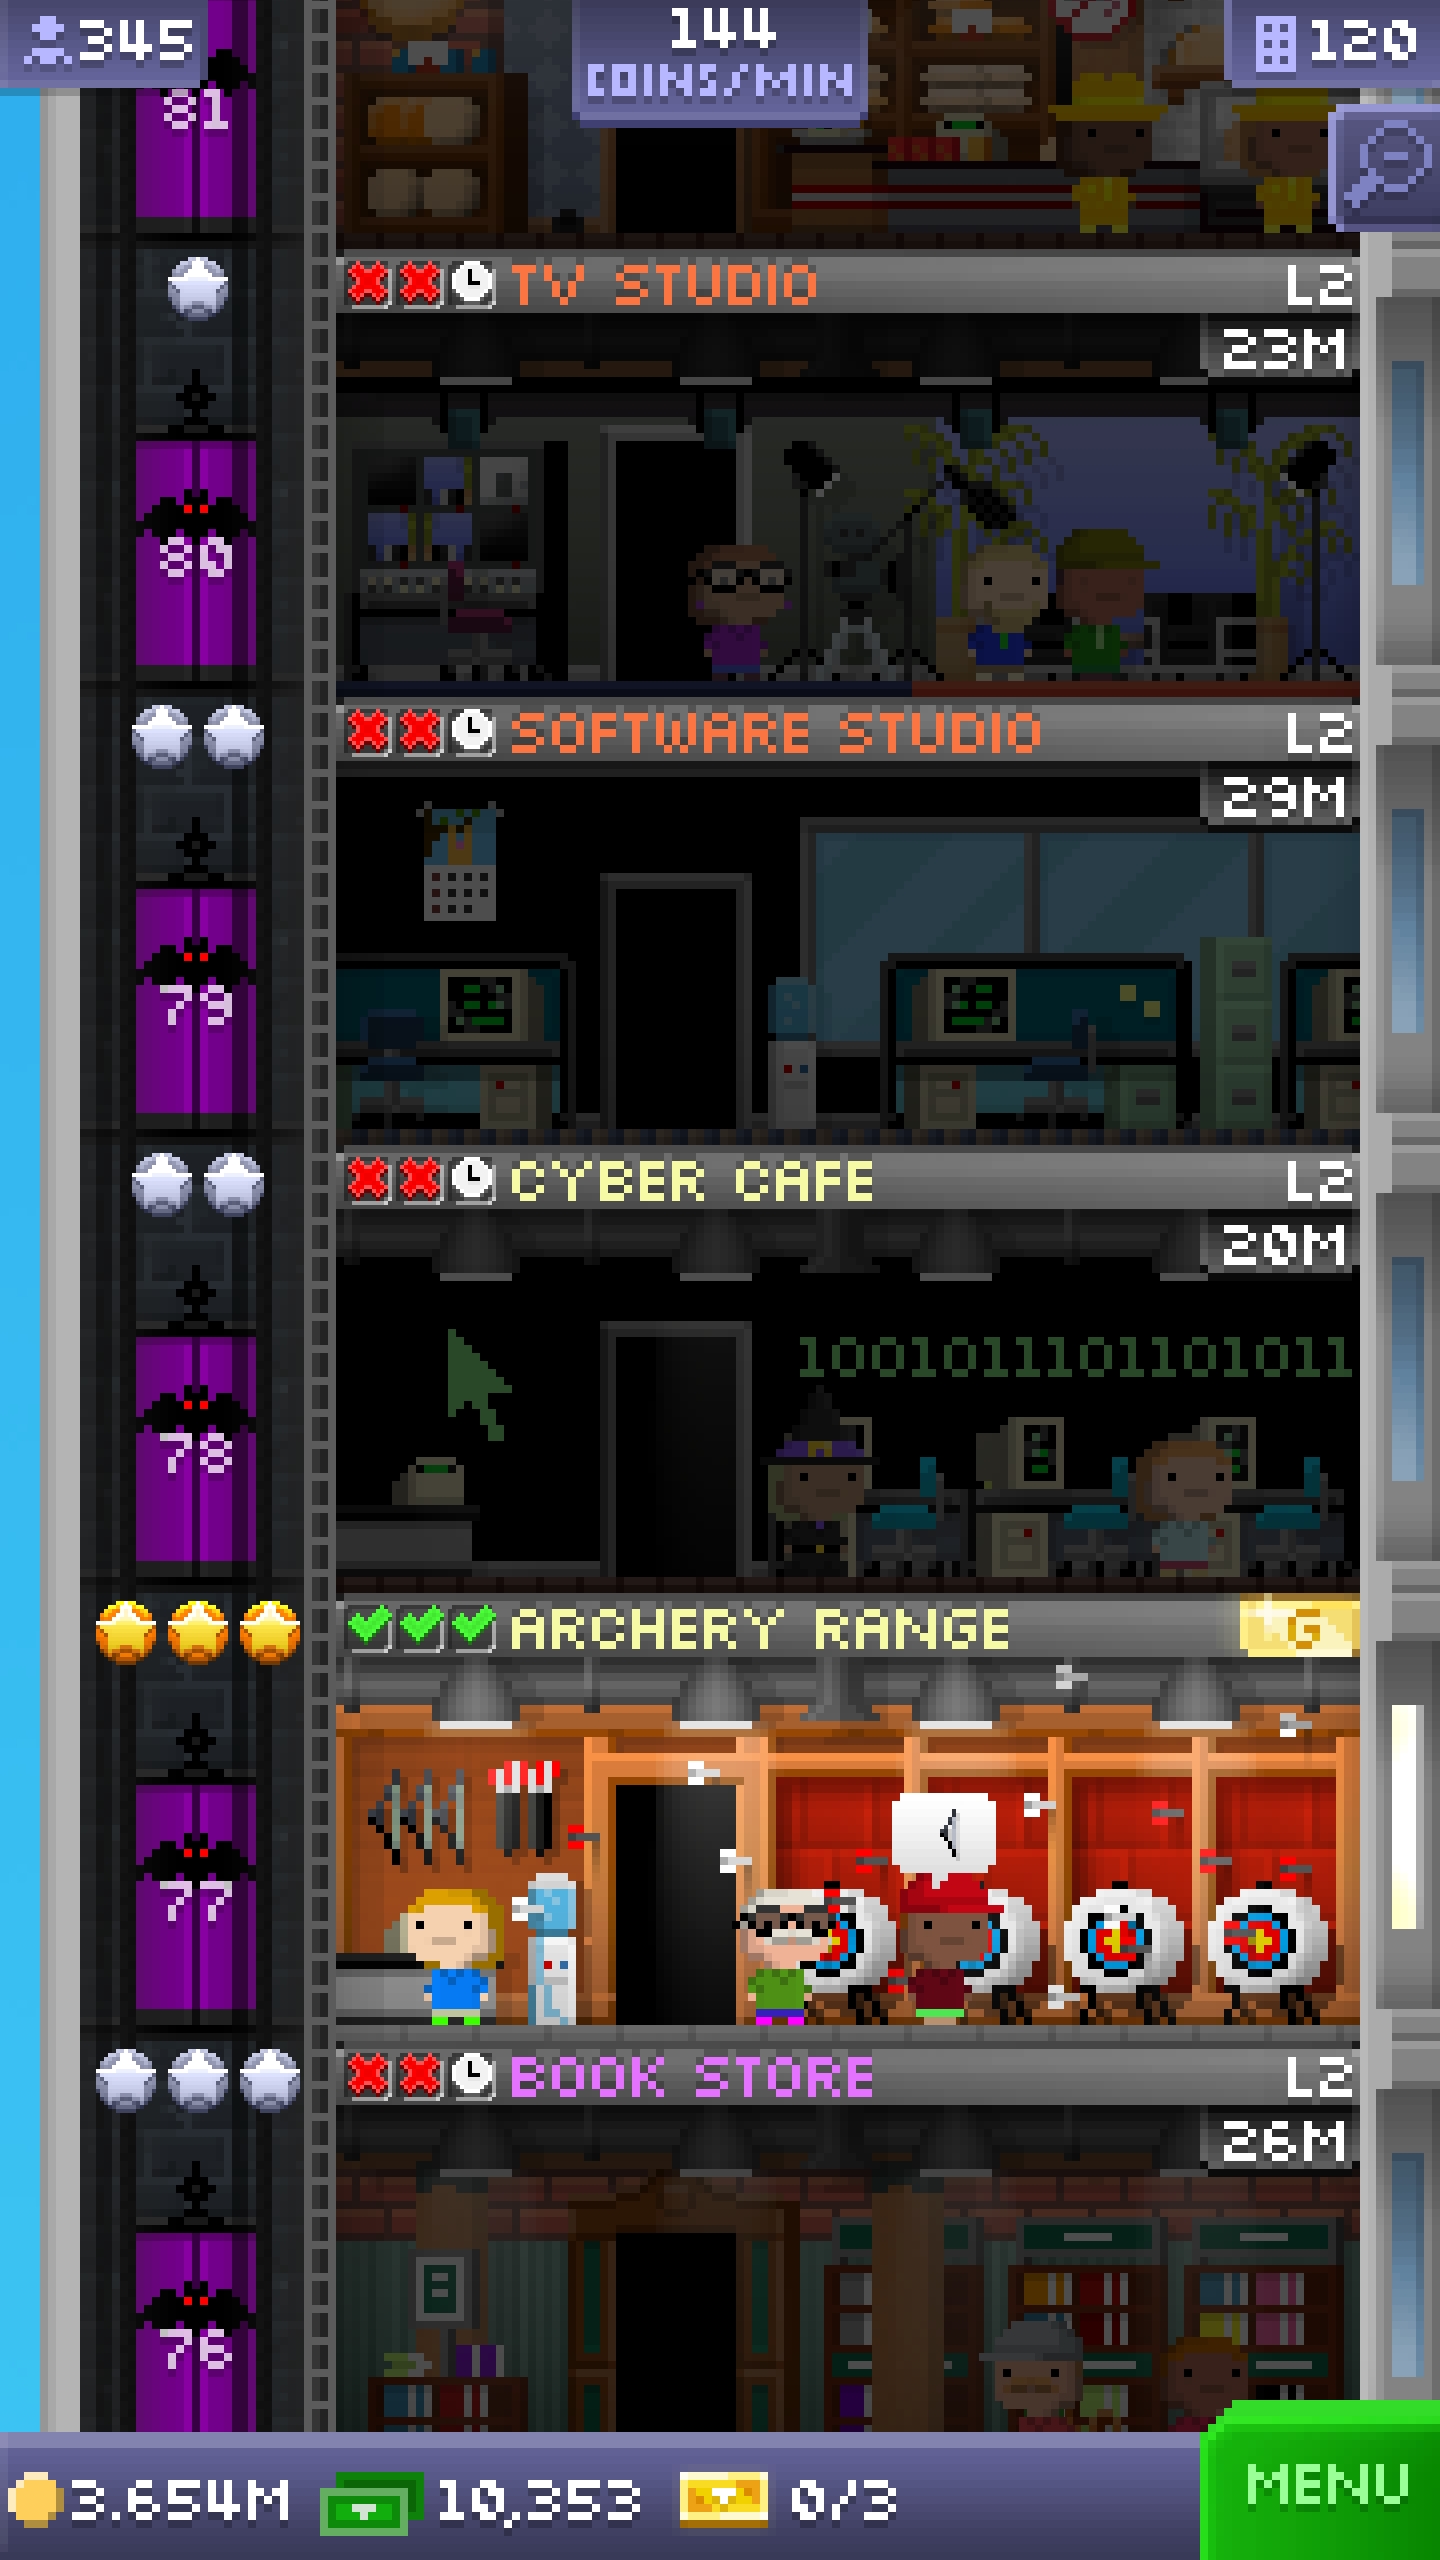 345
144
COINS/MIN
120
81
TV STUDIO L2
23M
80
SOFTWARE STUDIO L2
29M
79
CYBER CAFE L2
20M
1001011101101011
78
ARCHERY RANGE G
77
BOOK STORE L2
26M
76
3.654M 10,353 0/3 MENU